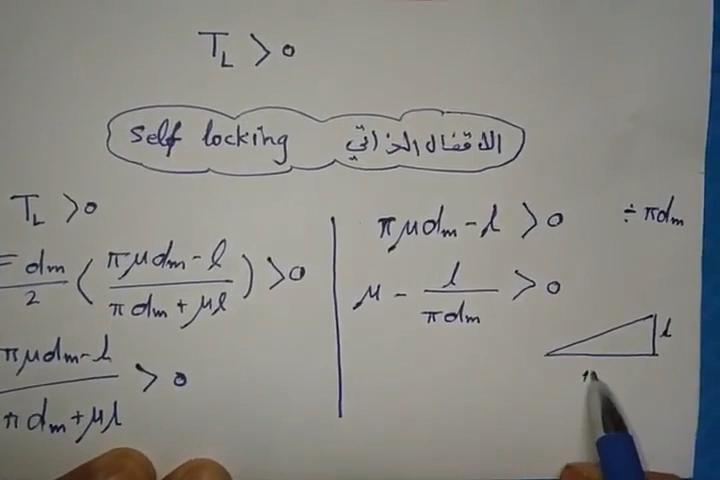 T_L > 0
self locking الاقفال الذاتي
T_L > 0
= dm/2 ( (πμdm - l) / (πdm + μl) ) > 0
(πμdm - l) / (πdm + μl) > 0
πμdm - l > 0 ÷ πdm
μ - l/(πdm) > 0
l